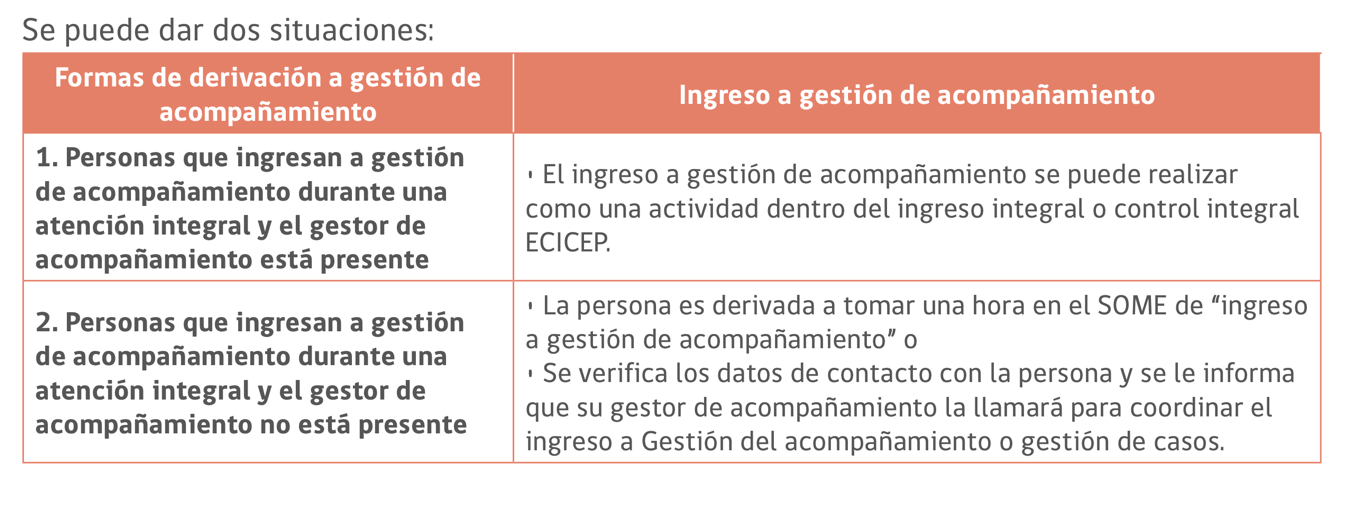 Se puede dar dos situaciones:
Formas de derivación a gestión de
acompañamiento
Ingreso a gestión de acompañamiento
1. Personas que ingresan a gestión
de acompañamiento durante una
atención integral y el gestor de
acompañamiento está presente
• El ingreso a gestión de acompañamiento se puede realizar
como una actividad dentro del ingreso integral o control integral
ECICEP.
2. Personas que ingresan a gestión
de acompañamiento durante una
atención integral y el gestor de
acompañamiento no está presente
• La persona es derivada a tomar una hora en el SOME de “ingreso
a gestión de acompañamiento” o
• Se verifica los datos de contacto con la persona y se le informa
que su gestor de acompañamiento la llamará para coordinar el
ingreso a Gestión del acompañamiento o gestión de casos.